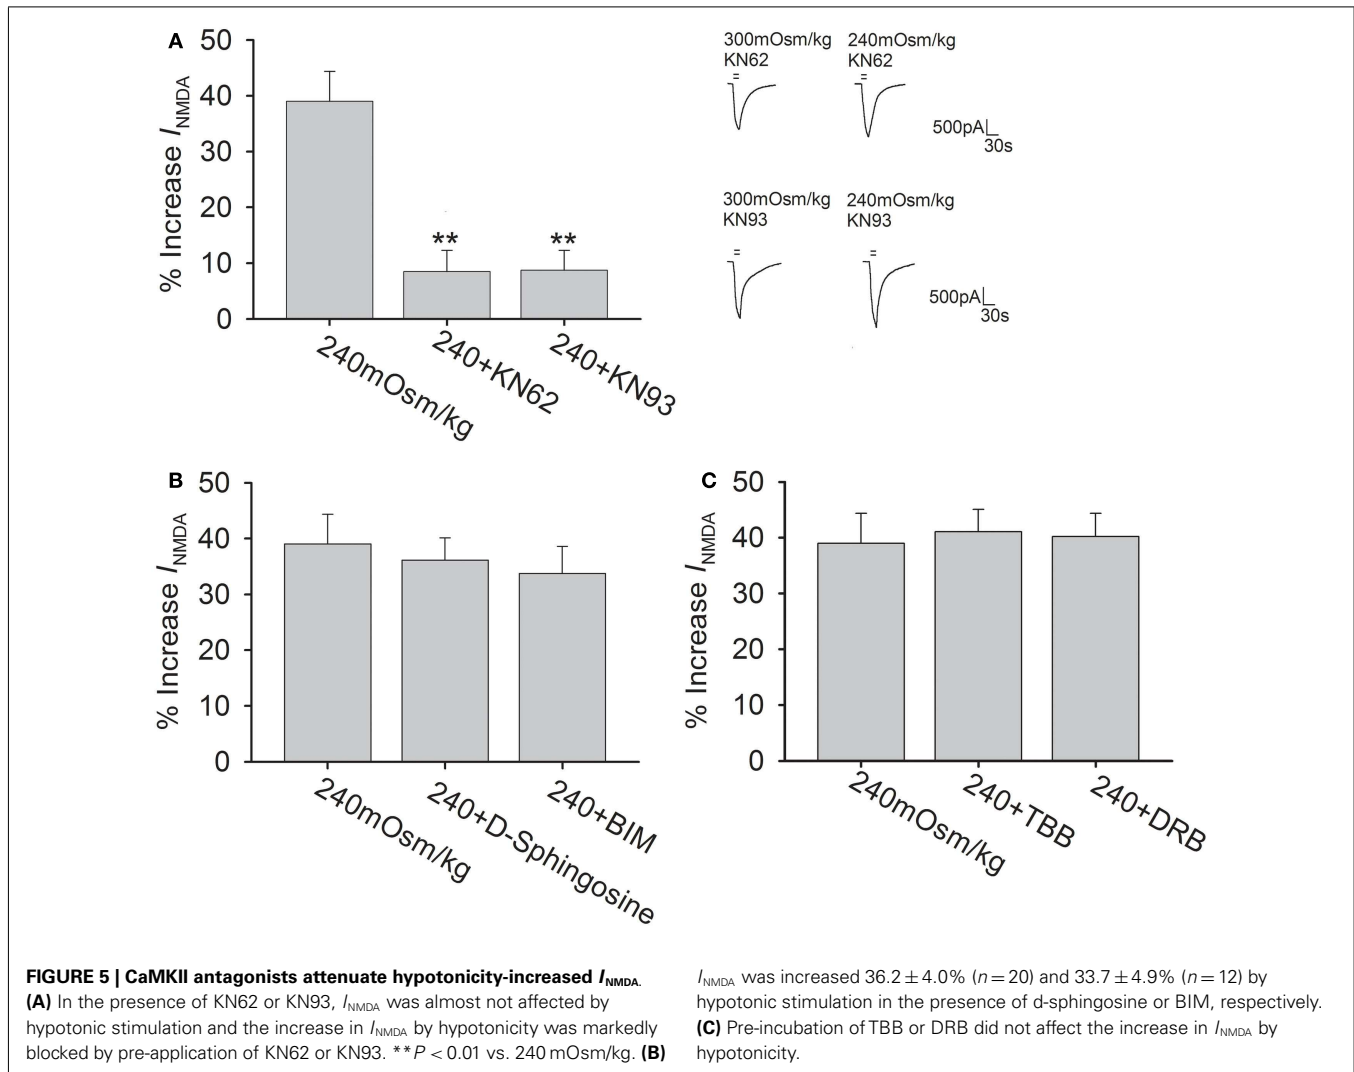 A
50
40
30
20
10
0
% Increase I_NMDA
**
**
240mOsm/kg
240+KN62
240+KN93
300mOsm/kg
KN62
240mOsm/kg
KN62
500pA
30s
300mOsm/kg
KN93
240mOsm/kg
KN93
500pA
30s
B
50
40
30
20
10
0
% Increase I_NMDA
240mOsm/kg
240+D-Sphingosine
240+BIM
C
50
40
30
20
10
0
% Increase I_NMDA
240mOsm/kg
240+TBB
240+DRB
FIGURE 5 | CaMKII antagonists attenuate hypotonicity-increased I_NMDA.
(A) In the presence of KN62 or KN93, I_NMDA was almost not affected by
hypotonic stimulation and the increase in I_NMDA by hypotonicity was markedly
blocked by pre-application of KN62 or KN93. **P < 0.01 vs. 240 mOsm/kg. (B)
I_NMDA was increased 36.2 ± 4.0% (n = 20) and 33.7 ± 4.9% (n = 12) by
hypotonic stimulation in the presence of d-sphingosine or BIM, respectively.
(C) Pre-incubation of TBB or DRB did not affect the increase in I_NMDA by
hypotonicity.